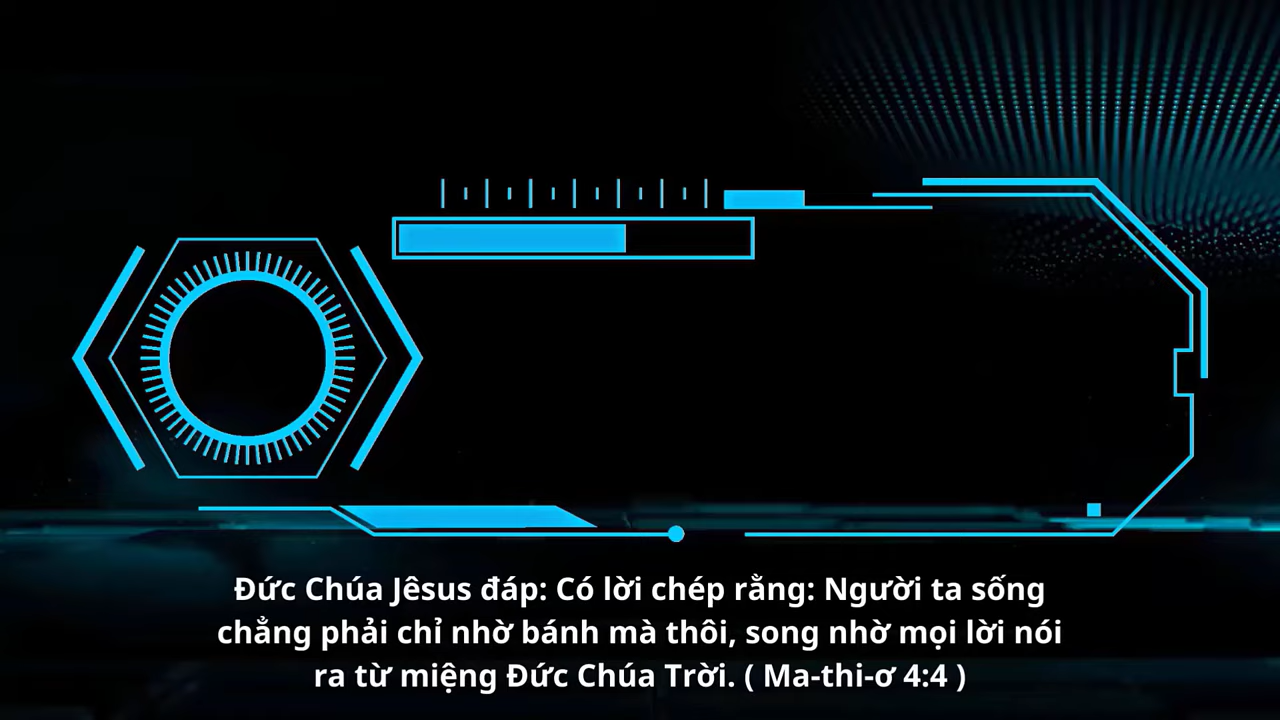 Đức Chúa Jêsus đáp: Có lời chép rằng: Người ta sống
chẳng phải chỉ nhờ bánh mà thôi, song nhờ mọi lời nói
ra từ miệng Đức Chúa Trời. ( Ma-thi-ơ 4:4 )